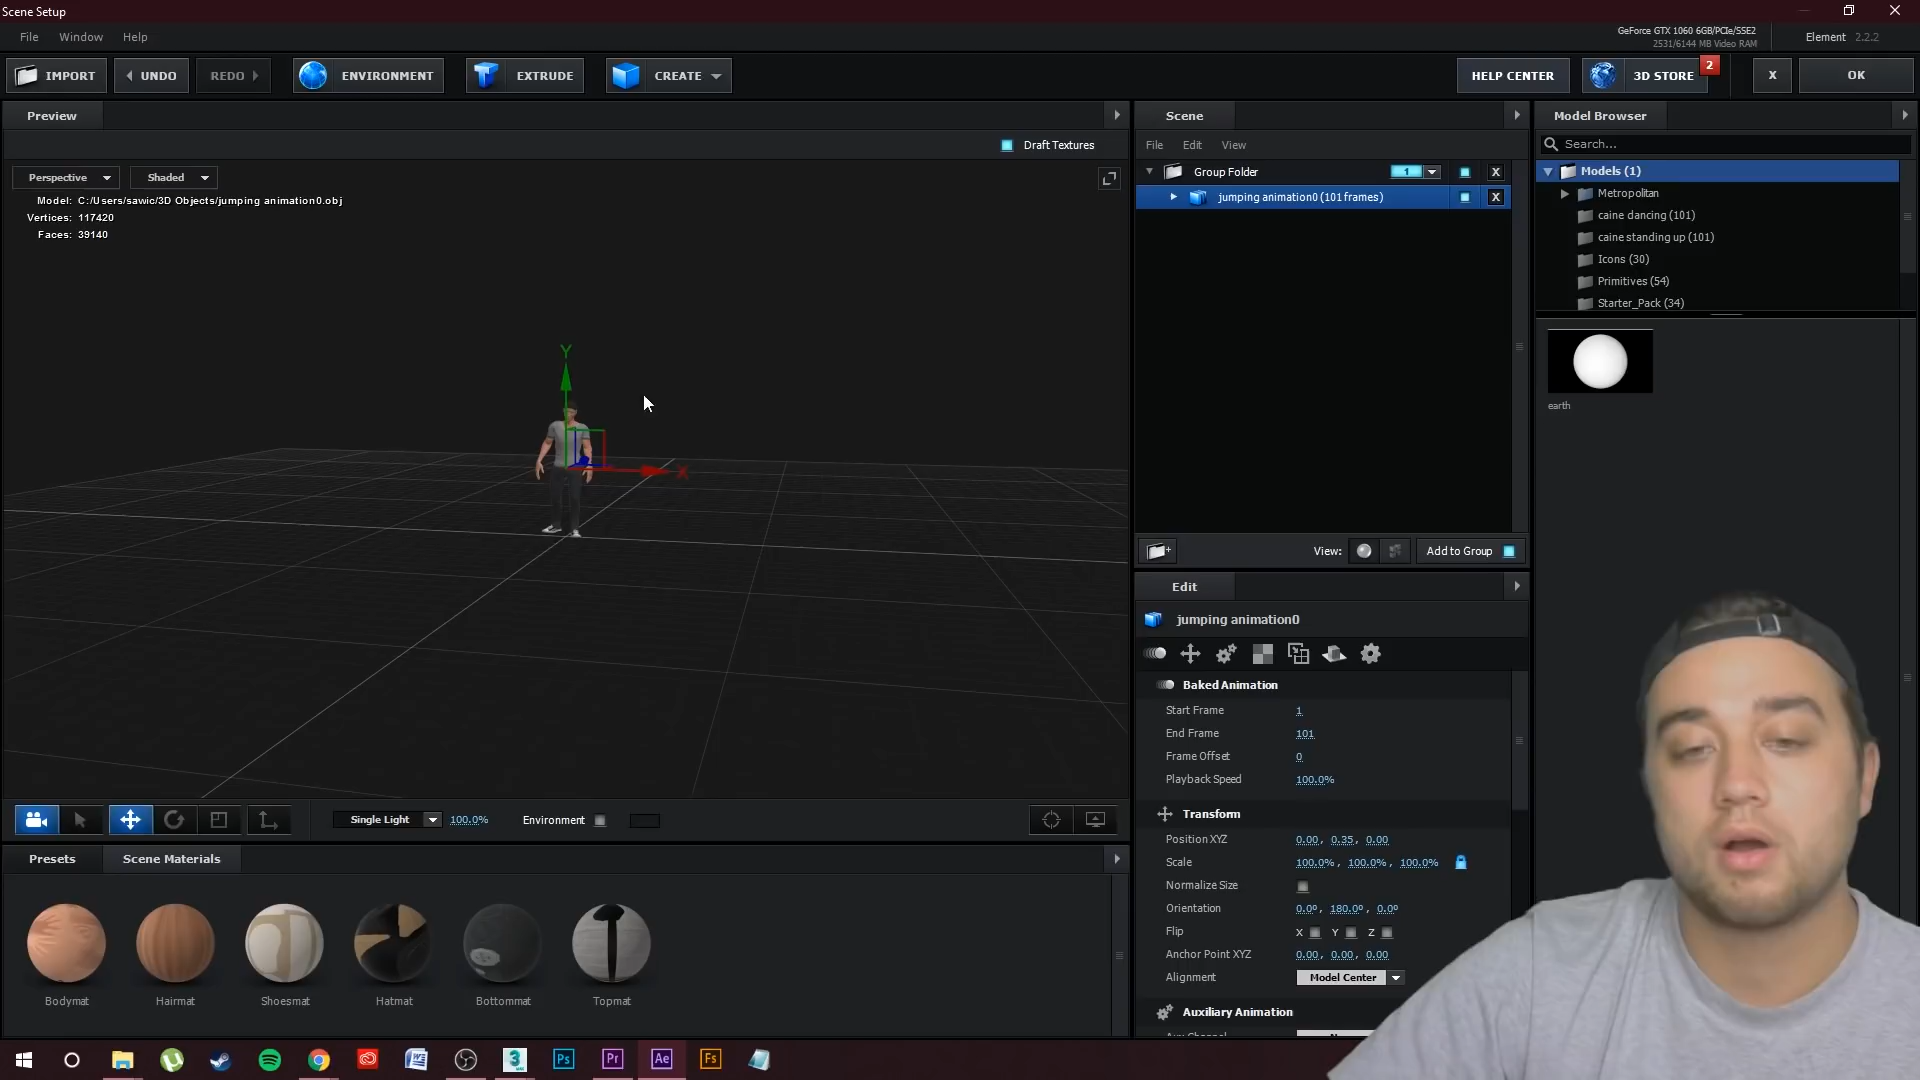 Scene Setup
File Window Help
GeForce GTX 1060 6GB/PCIe/SSE2
2531/6144 MB Video RAM
Element 2.2.2
IMPORT UNDO REDO ENVIRONMENT EXTRUDE CREATE HELP CENTER 3D STORE 2 X OK
Preview
Draft Textures
Perspective Shaded
Model: C:/Users/sawic/3D Objects/jumping animation0.obj
Vertices: 117420
Faces: 39140
Y
X
Single Light 100.0% Environment
Presets Scene Materials
Bodymat Hairmat Shoesmat Hatmat Bottommat Topmat
Scene
File Edit View
Group Folder 1 X
jumping animation0 (101 frames) X
View: Add to Group
Edit
jumping animation0
Baked Animation
Start Frame 1
End Frame 101
Frame Offset 0
Playback Speed 100.0%
Transform
Position XYZ 0.00, 0.35, 0.00
Scale 100.0%, 100.0%, 100.0%
Normalize Size
Orientation 0.0º, 180.0º, 0.0º
Flip X Y Z
Anchor Point XYZ 0.00, 0.00, 0.00
Alignment Model Center
Auxiliary Animation
Model Browser
Search...
Models (1)
Metropolitan
caine dancing (101)
caine standing up (101)
Icons (30)
Primitives (54)
Starter_Pack (34)
earth
Ps Pr Ae Fs